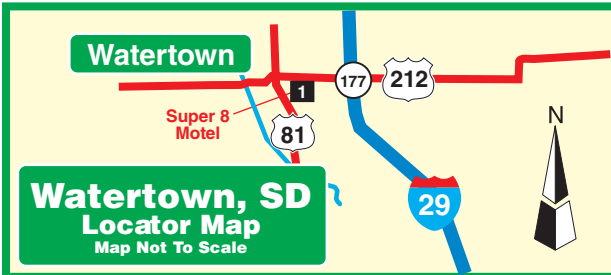 Watertown
N
177
212
1
Super 8
Motel
81
29
Watertown, SD
Locator Map
Map Not To Scale